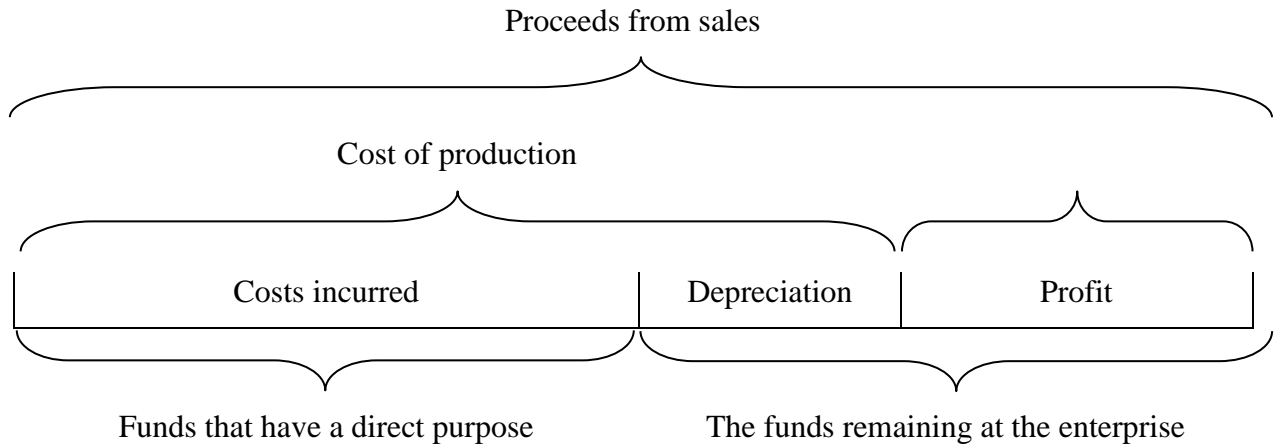 Proceeds from sales
Cost of production
Costs incurred
Depreciation
Profit
Funds that have a direct purpose
The funds remaining at the enterprise